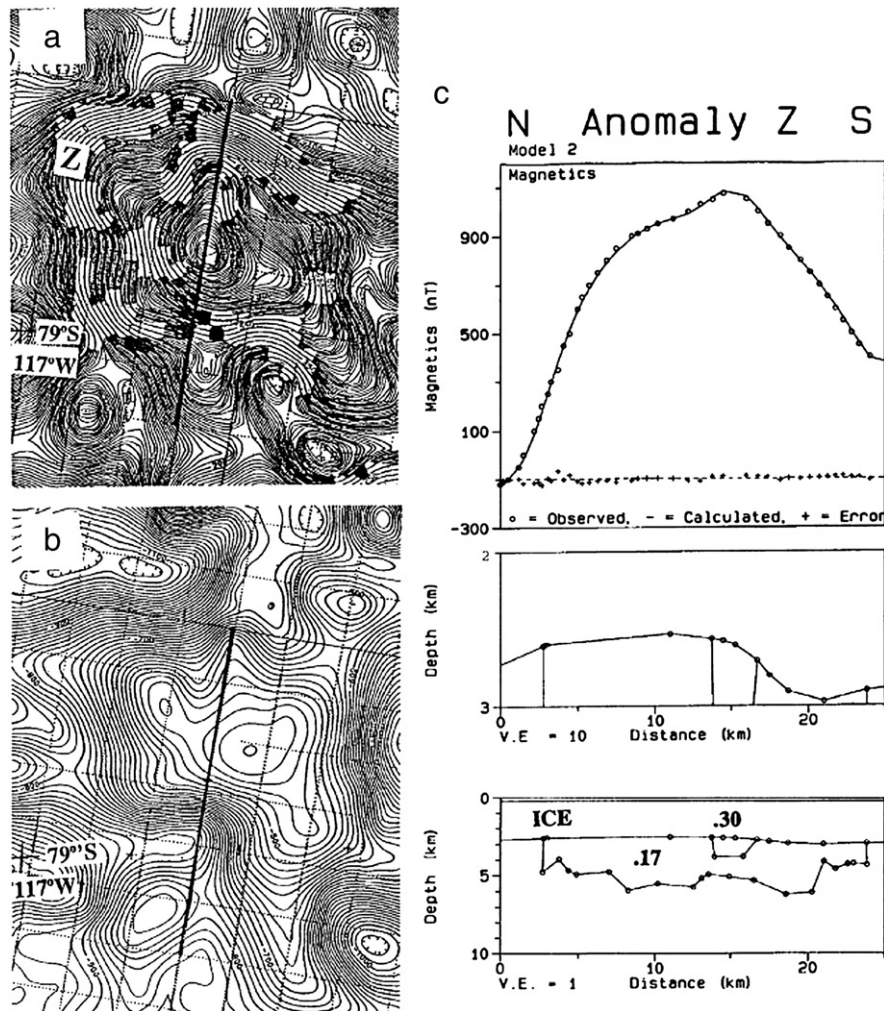 a
Z
79°S
117°W
b
79°S
117°W
c
N Anomaly Z S
Model 2
Magnetics
900
500
100
-300
Magnetics (nT)
o = Observed, - = Calculated, + = Error
2
3
Depth (km)
0 10 20
V.E = 10 Distance (km)
0
5
10
Depth (km)
ICE
.30
.17
0 10 20
V.E. = 1 Distance (km)